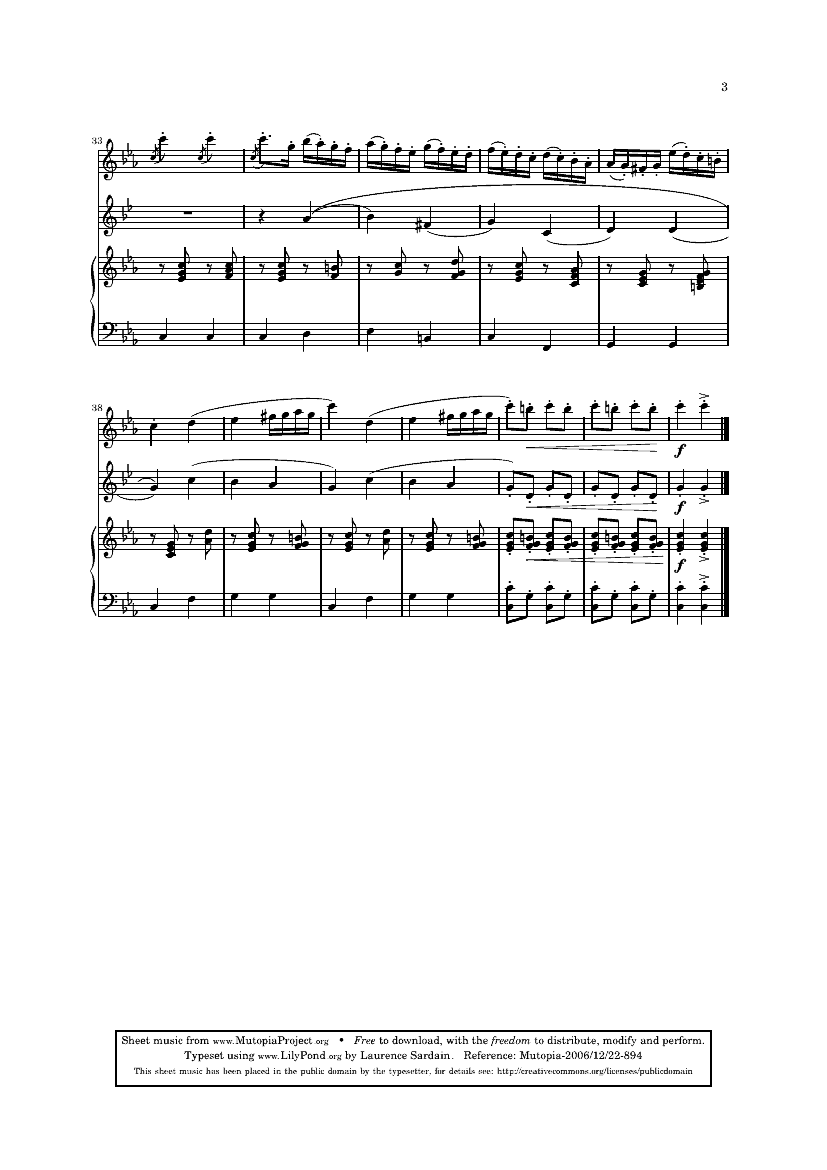 3
33
38
f
f
f
Sheet music from www.MutopiaProject.org • Free to download, with the freedom to distribute, modify and perform.
Typeset using www.LilyPond.org by Laurence Sardain. Reference: Mutopia-2006/12/22-894
This sheet music has been placed in the public domain by the typesetter, for details see: http://creativecommons.org/licenses/publicdomain